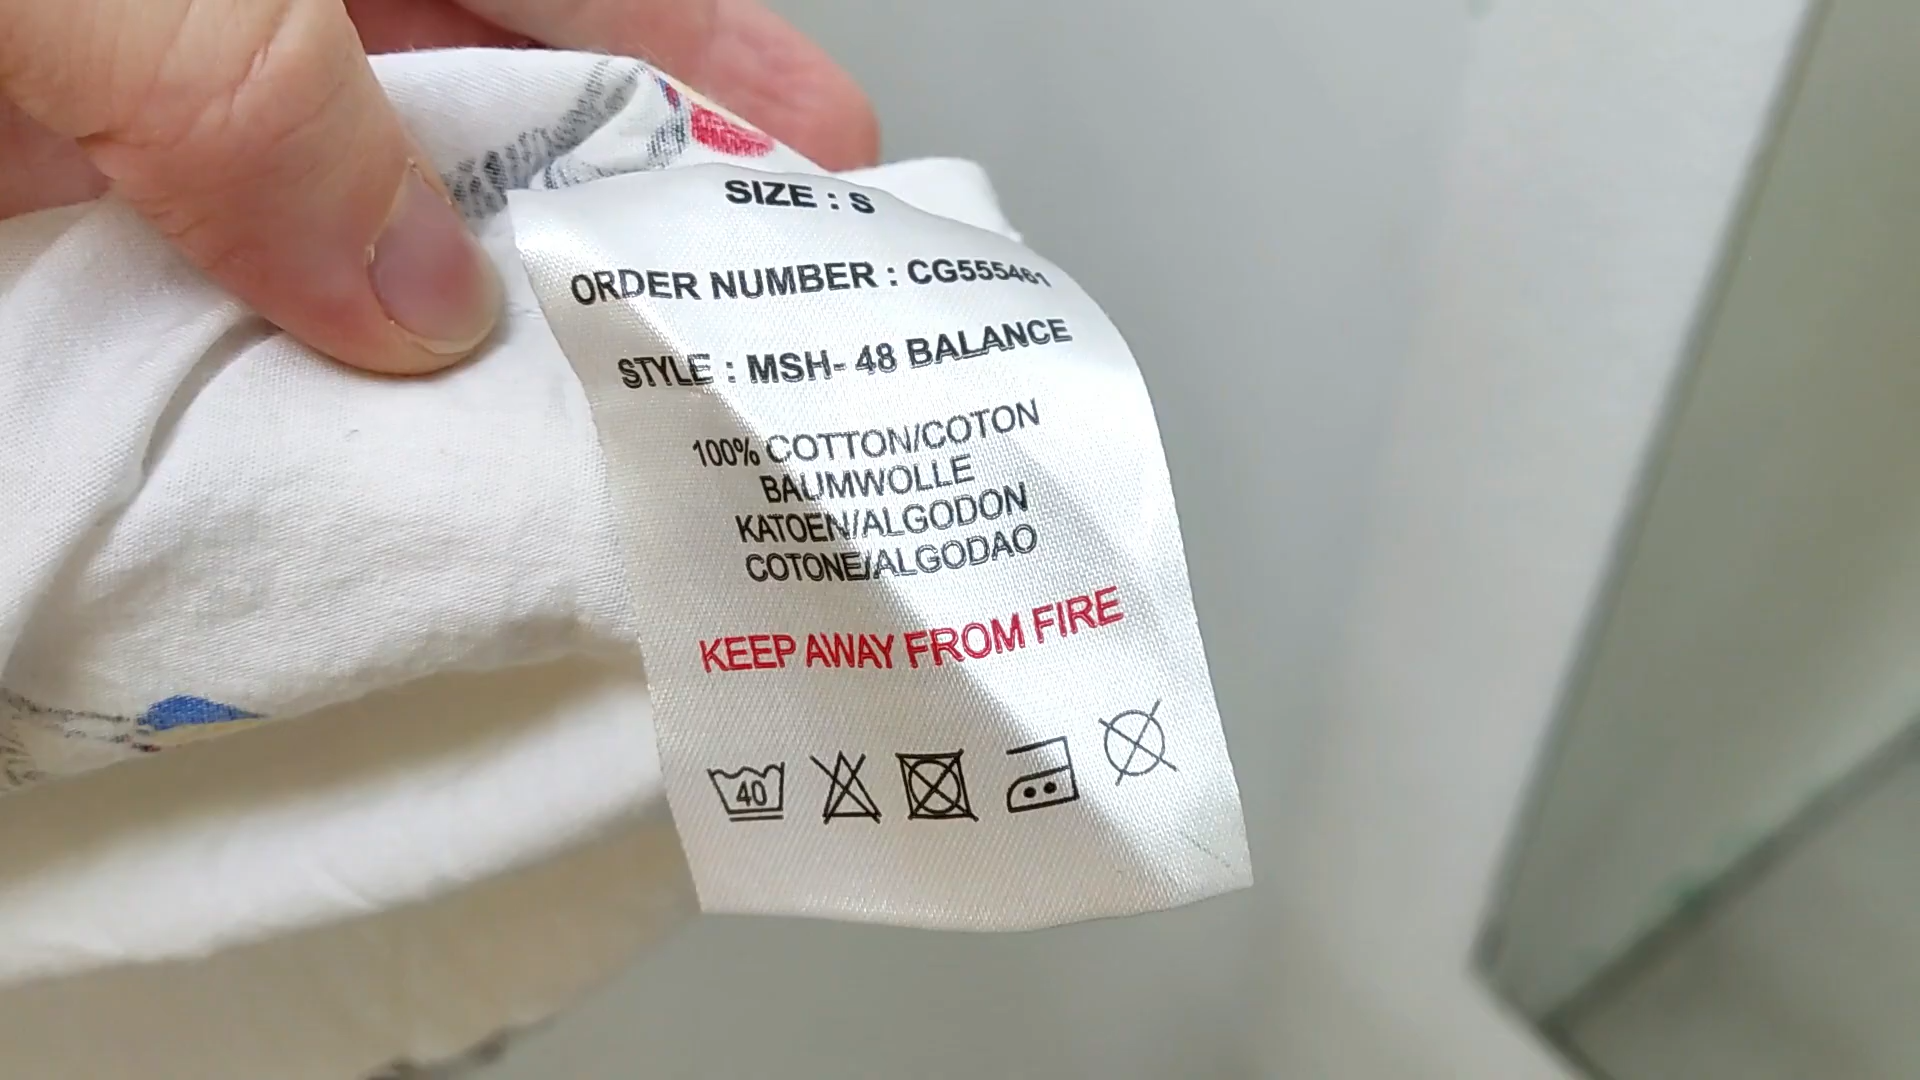 SIZE : S
ORDER NUMBER : CG555461
STYLE : MSH- 48 BALANCE
100% COTTON/COTON
BAUMWOLLE
KATOEN/ALGODON
COTONE/ALGODAO
KEEP AWAY FROM FIRE
40